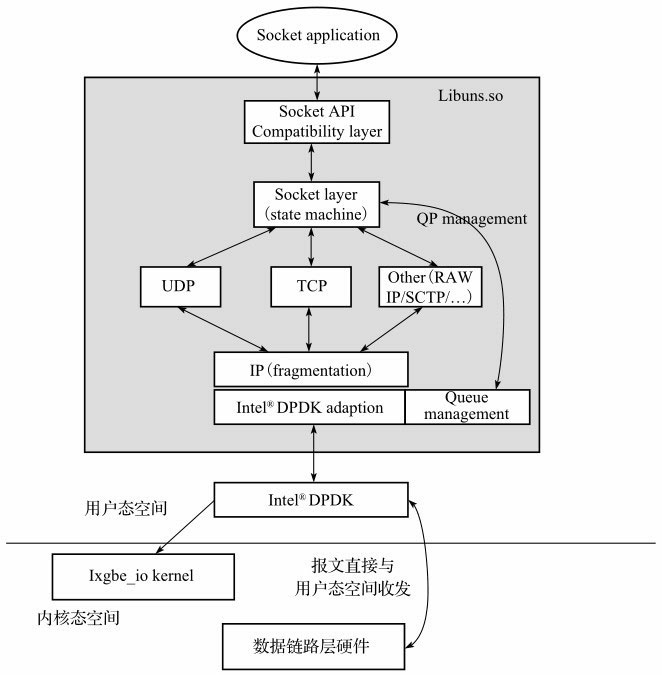 Socket application
Libuns.so
Socket API
Compatibility layer
Socket layer
(state machine)
QP management
UDP
TCP
Other (RAW
IP/SCTP/…)
IP (fragmentation)
Intel® DPDK adaption
Queue
management
Intel® DPDK
用户态空间
Ixgbe_io kernel
报文直接与
用户态空间收发
内核态空间
数据链路层硬件